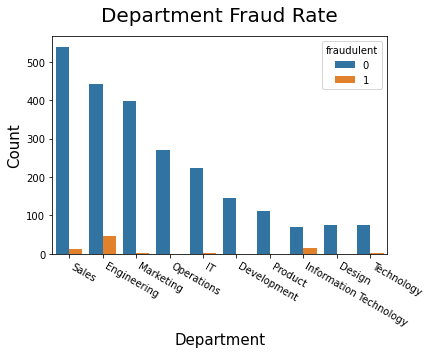 Department Fraud Rate
fraudulent
0
1
500
400
300
200
100
0
Count
Sales
Engineering
Marketing
Operations
IT
Development
Product
Information Technology
Design
Technology
Department